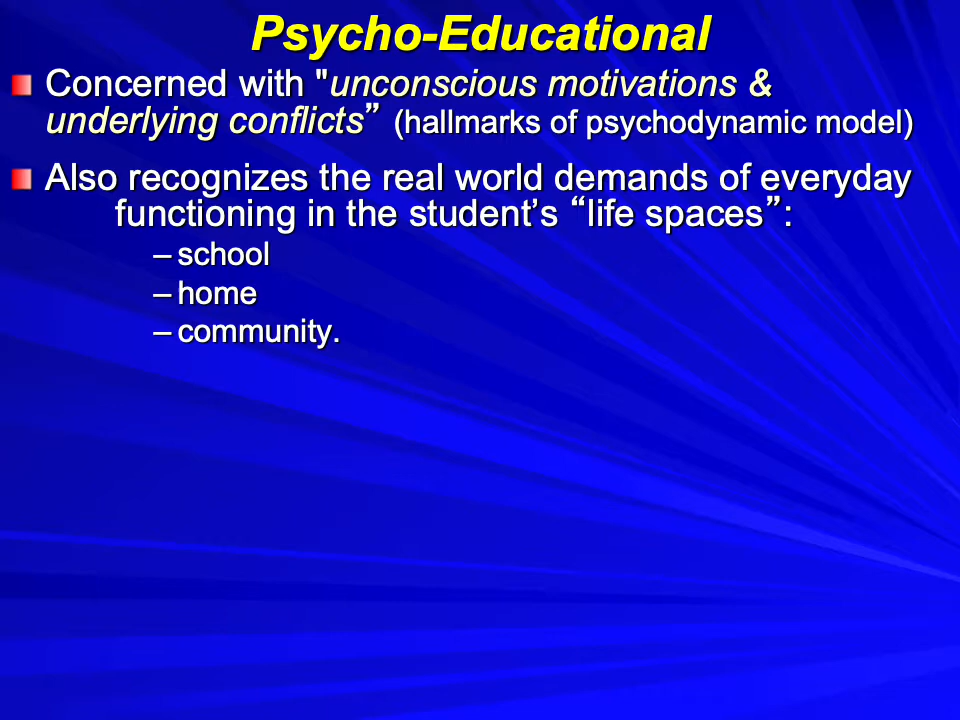 Psycho-Educational
Concerned with "unconscious motivations &
underlying conflicts” (hallmarks of psychodynamic model)
Also recognizes the real world demands of everyday
functioning in the student’s “life spaces”:
– school
– home
– community.